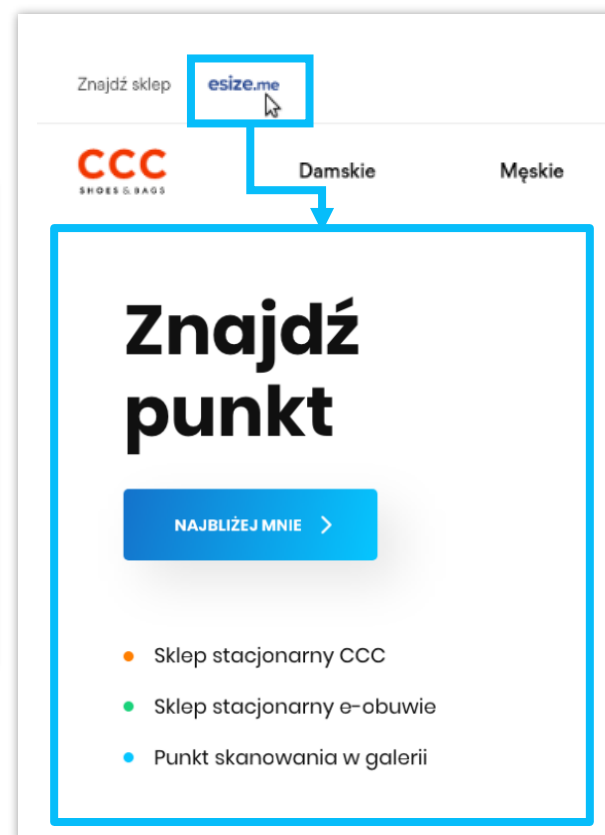 Znajdź sklep esize.me
CCC
SHOES & BAGS
Damskie Męskie
Znajdź
punkt
NAJBLIŻEJ MNIE
Sklep stacjonarny CCC
Sklep stacjonarny e-obuwie
Punkt skanowania w galerii